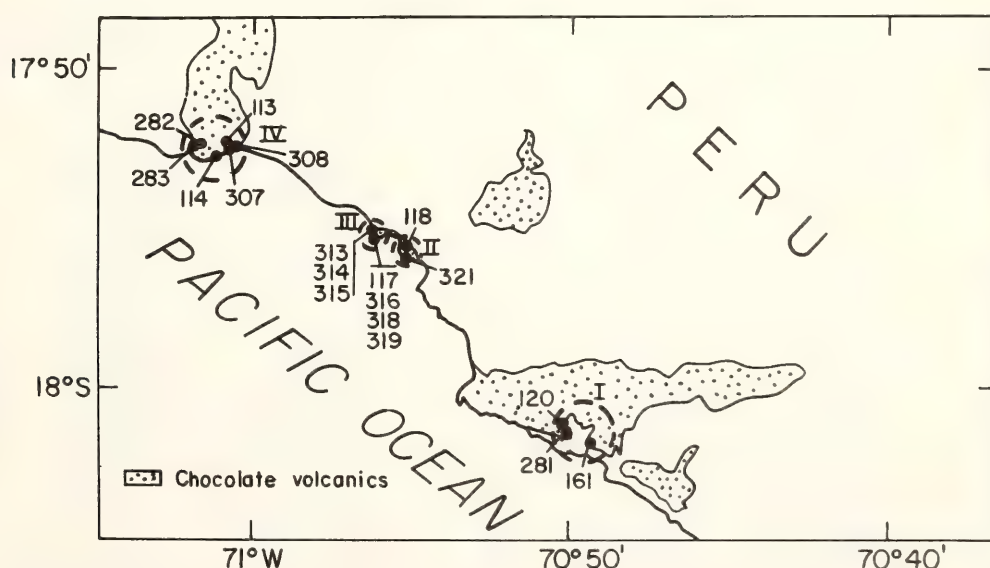 17°50'
P E R U
282
113
IV
308
283
114
307
III
118
II
313
314
315
117
316
318
319
321
PACIFIC OCEAN
18°S
I
120
281
161
Chocolate volcanics
71°W
70°50'
70°40'